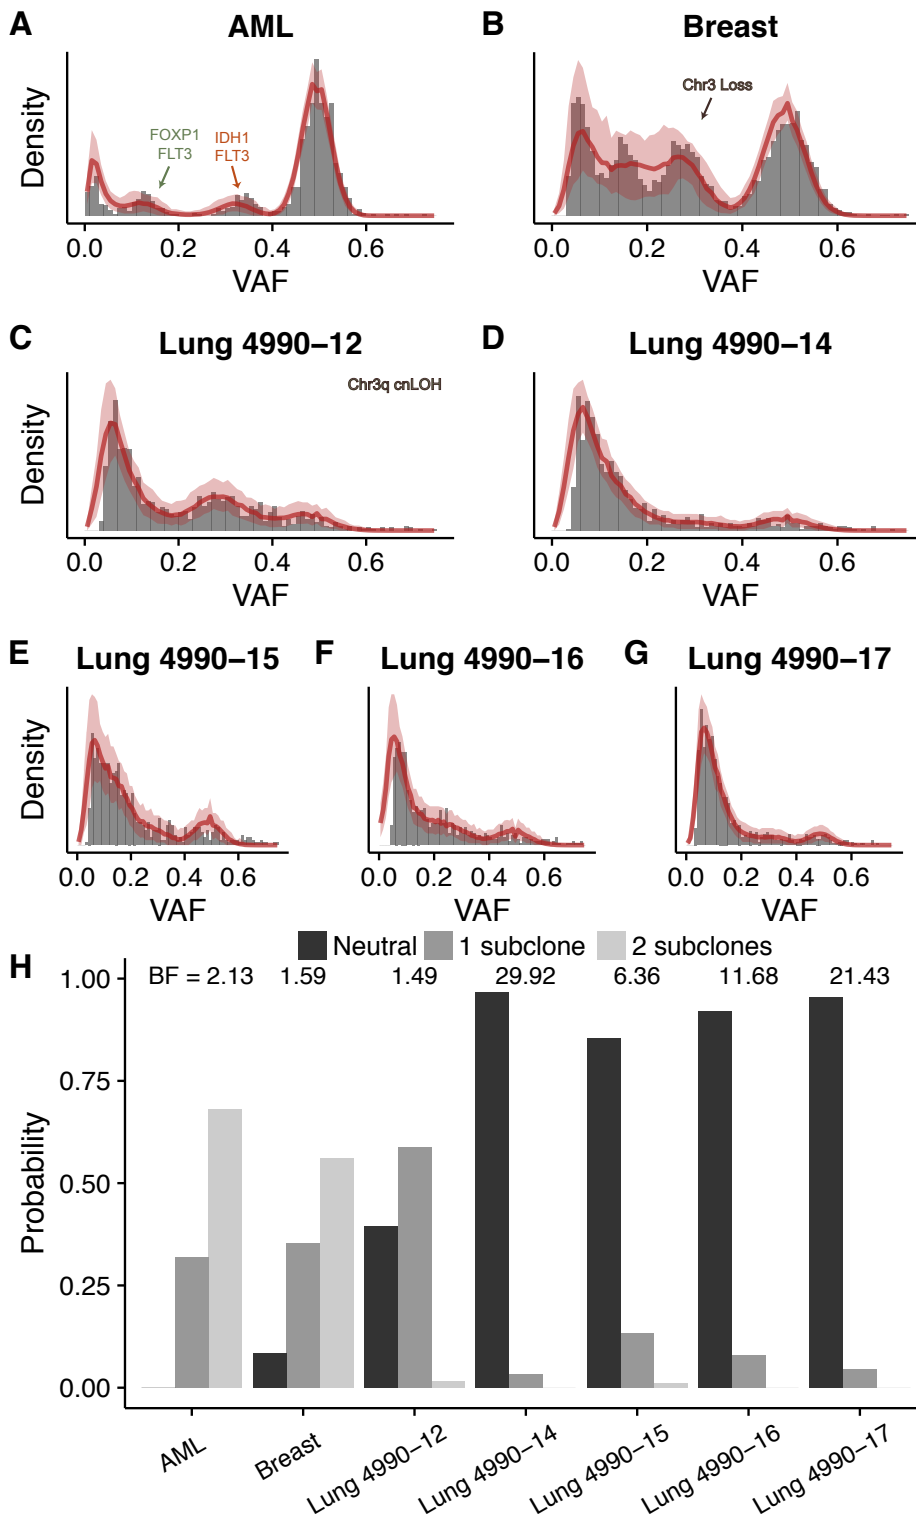 A
AML
Density
FOXP1
FLT3
IDH1
FLT3
0.0 0.2 0.4 0.6
VAF
B
Breast
Chr3 Loss
0.0 0.2 0.4 0.6
VAF
C
Lung 4990–12
Chr3q cnLOH
Density
0.0 0.2 0.4 0.6
VAF
D
Lung 4990–14
0.0 0.2 0.4 0.6
VAF
E
Lung 4990–15
Density
0.0 0.2 0.4 0.6
VAF
F
Lung 4990–16
0.0 0.2 0.4 0.6
VAF
G
Lung 4990–17
0.0 0.2 0.4 0.6
VAF
H
Neutral 1 subclone 2 subclones
BF = 2.13 1.59 1.49 29.92 6.36 11.68 21.43
Probability
1.00
0.75
0.50
0.25
0.00
AML
Breast
Lung 4990–12
Lung 4990–14
Lung 4990–15
Lung 4990–16
Lung 4990–17